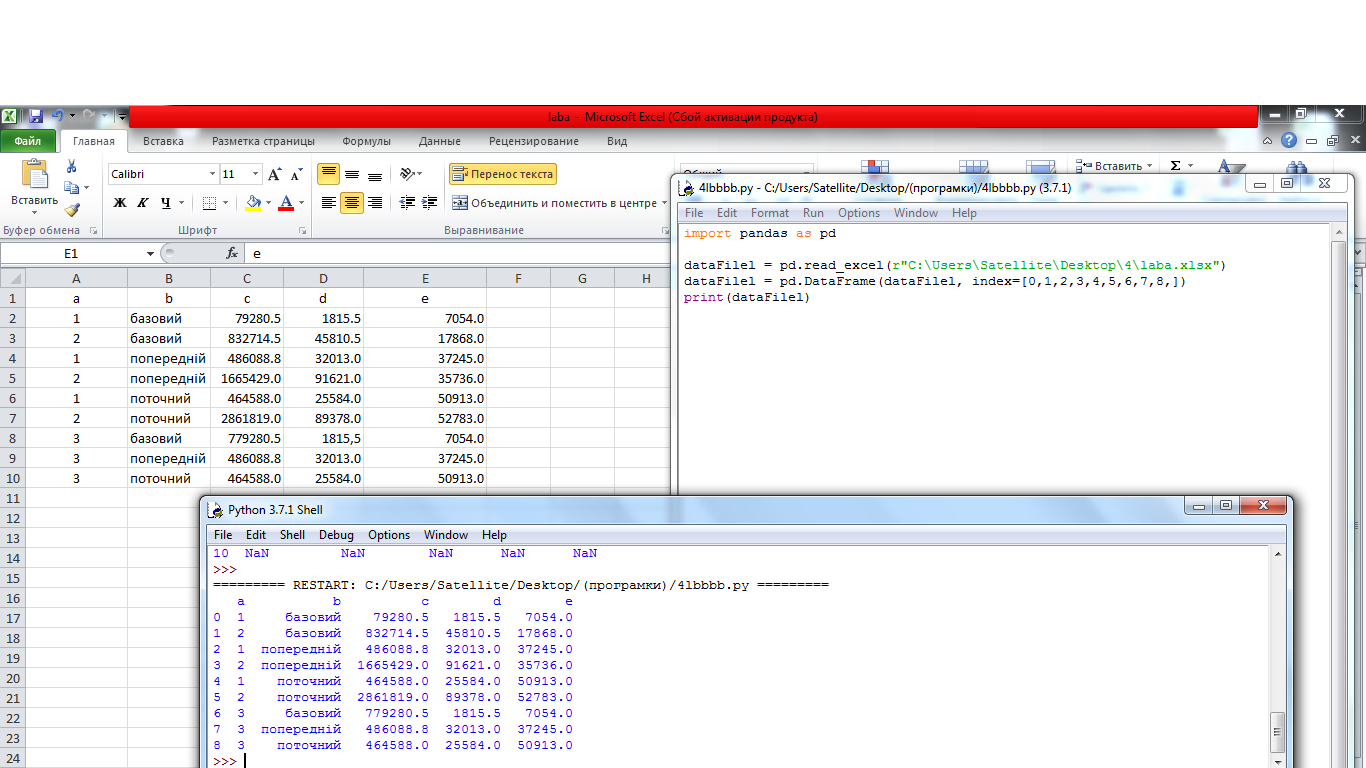 laba - Microsoft Excel (Сбой активации продукта)
Файл Главная Вставка Разметка страницы Формулы Данные Рецензирование Вид
Вставить
Calibri 11
Ж К Ч
Перенос текста
Объединить и поместить в центре
Вставить
Буфер обмена Шрифт Выравнивание
E1 fx e
A B C D E F G H
1 a b c d e
2 1 базовий 79280.5 1815.5 7054.0
3 2 базовий 832714.5 45810.5 17868.0
4 1 попередній 486088.8 32013.0 37245.0
5 2 попередній 1665429.0 91621.0 35736.0
6 1 поточний 464588.0 25584.0 50913.0
7 2 поточний 2861819.0 89378.0 52783.0
8 3 базовий 779280.5 1815,5 7054.0
9 3 попередній 486088.8 32013.0 37245.0
10 3 поточний 464588.0 25584.0 50913.0
11
12
13
14
15
16
17
18
19
20
21
22
23
24
4lbbbb.py - C:/Users/Satellite/Desktop/(програмки)/4lbbbb.py (3.7.1)
File Edit Format Run Options Window Help
import pandas as pd
dataFilel = pd.read_excel(r"C:\Users\Satellite\Desktop\4\laba.xlsx")
dataFilel = pd.DataFrame(dataFilel, index=[0,1,2,3,4,5,6,7,8,])
print(dataFilel)
Python 3.7.1 Shell
File Edit Shell Debug Options Window Help
10 NaN NaN NaN NaN NaN
>>>
========= RESTART: C:/Users/Satellite/Desktop/(програмки)/4lbbbb.py =========
a b c d e
0 1 базовий 79280.5 1815.5 7054.0
1 2 базовий 832714.5 45810.5 17868.0
2 1 попередній 486088.8 32013.0 37245.0
3 2 попередній 1665429.0 91621.0 35736.0
4 1 поточний 464588.0 25584.0 50913.0
5 2 поточний 2861819.0 89378.0 52783.0
6 3 базовий 779280.5 1815.5 7054.0
7 3 попередній 486088.8 32013.0 37245.0
8 3 поточний 464588.0 25584.0 50913.0
>>>